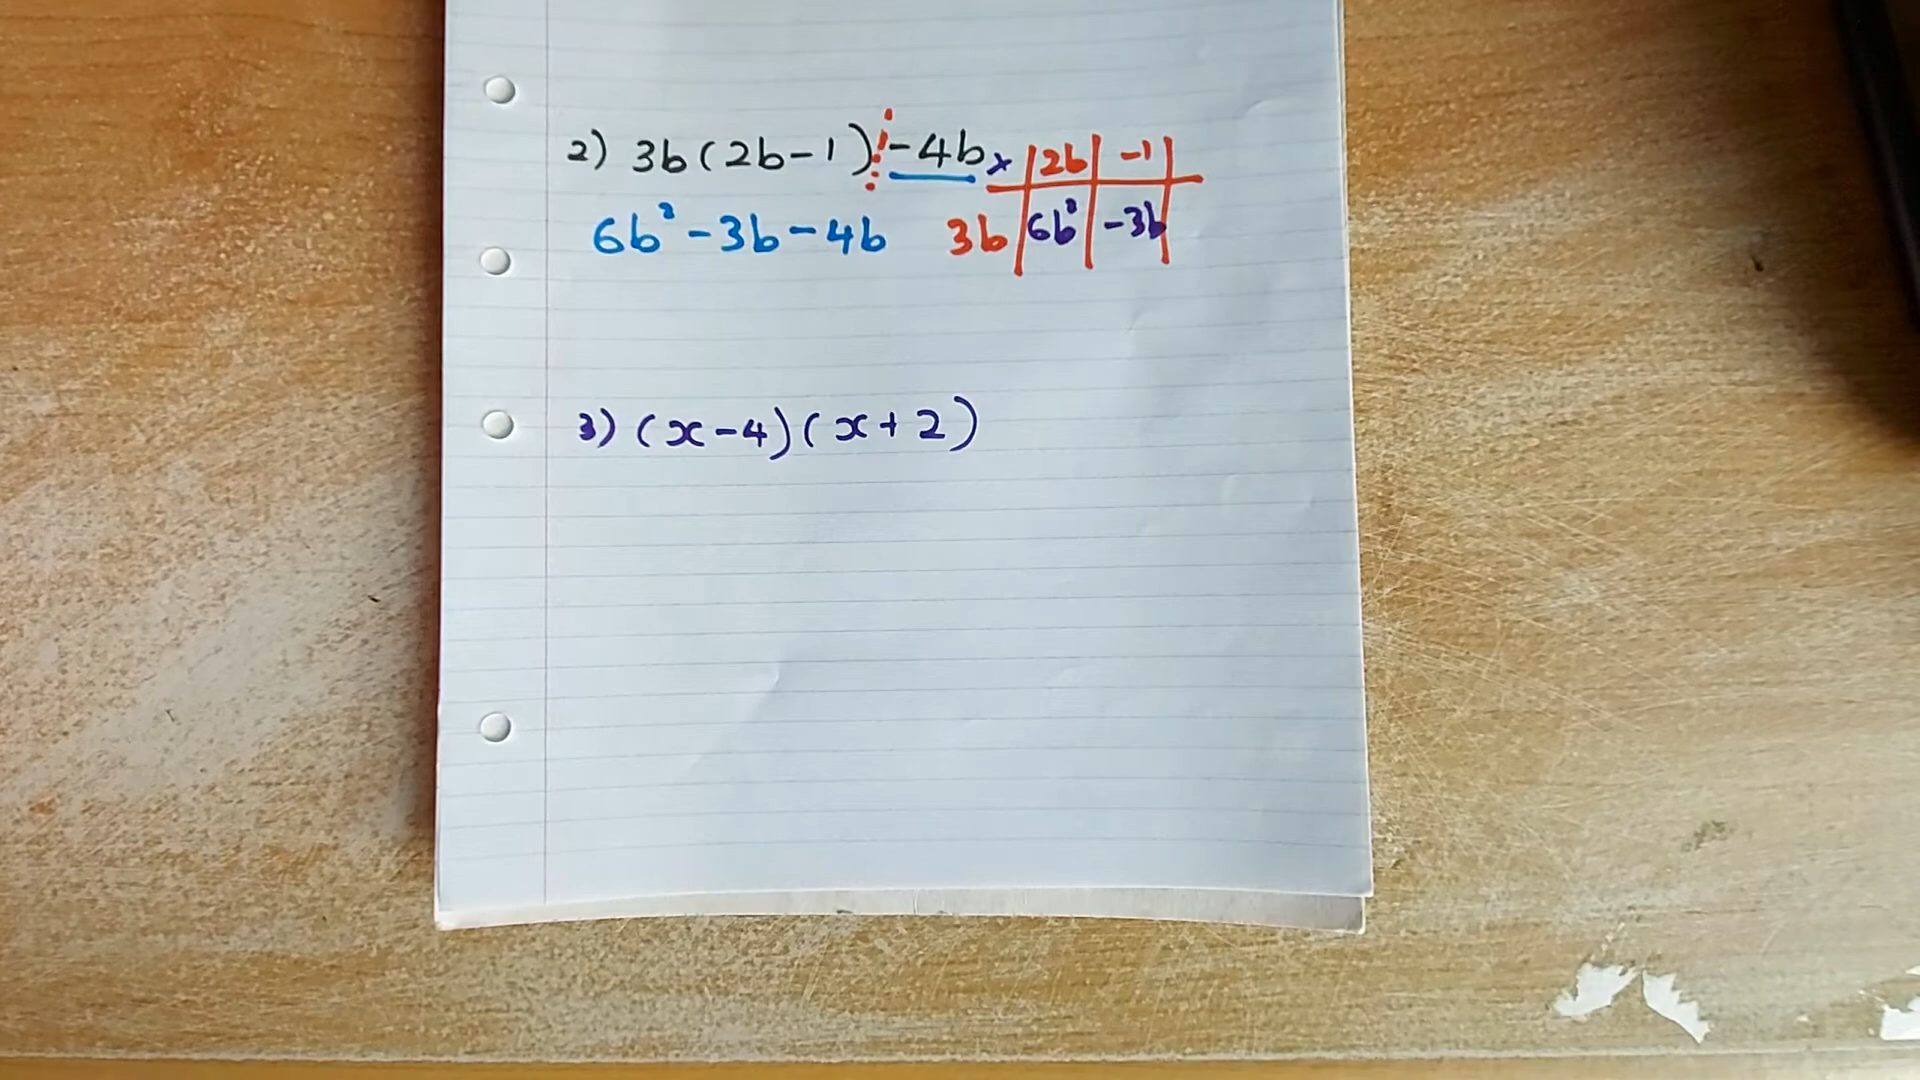 2) 3b(2b-1) -4b
6b² -3b-4b
× 2b -1
3b 6b² -3b
3) (x-4)(x+2)